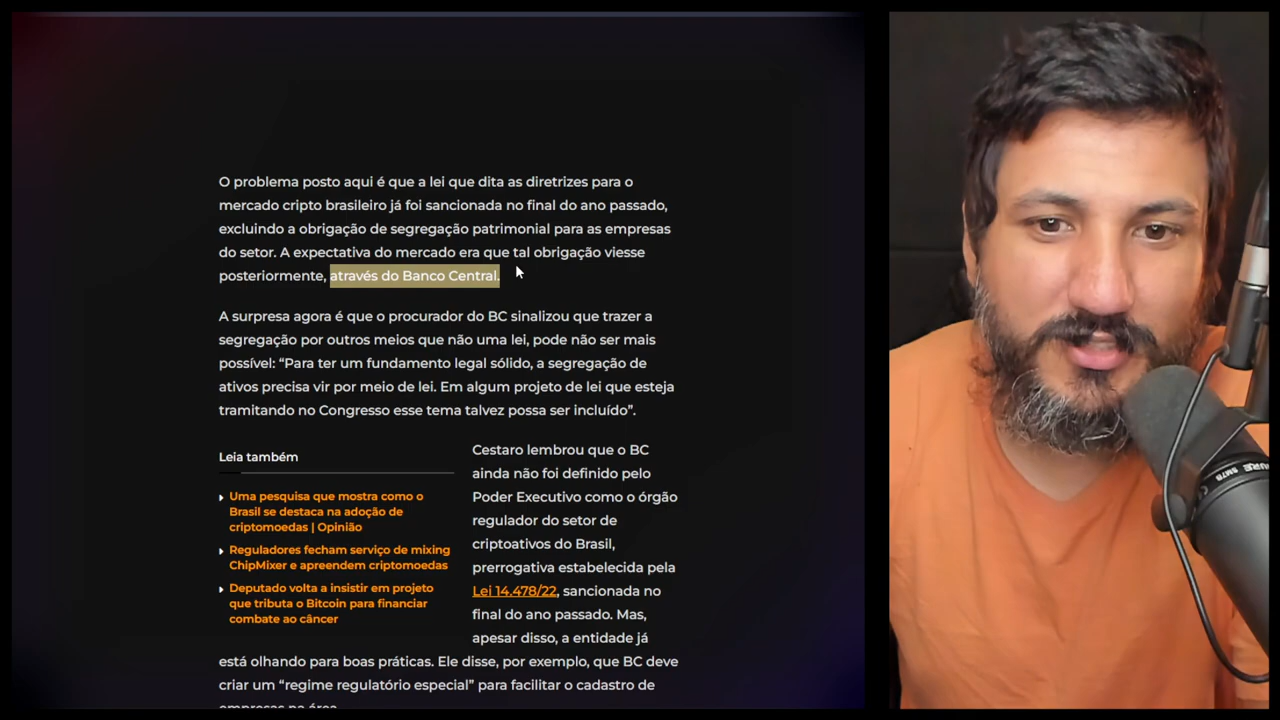 O problema posto aqui é que a lei que dita as diretrizes para o
mercado cripto brasileiro já foi sancionada no final do ano passado,
excluindo a obrigação de segregação patrimonial para as empresas
do setor. A expectativa do mercado era que tal obrigação viesse
posteriormente, através do Banco Central.
A surpresa agora é que o procurador do BC sinalizou que trazer a
segregação por outros meios que não uma lei, pode não ser mais
possível: “Para ter um fundamento legal sólido, a segregação de
ativos precisa vir por meio de lei. Em algum projeto de lei que esteja
tramitando no Congresso esse tema talvez possa ser incluído”.
Leia também
Uma pesquisa que mostra como o
Brasil se destaca na adoção de
criptomoedas | Opinião
Reguladores fecham serviço de mixing
ChipMixer e apreendem criptomoedas
Deputado volta a insistir em projeto
que tributa o Bitcoin para financiar
combate ao câncer
Cestaro lembrou que o BC
ainda não foi definido pelo
Poder Executivo como o órgão
regulador do setor de
criptoativos do Brasil,
prerrogativa estabelecida pela
Lei 14.478/22, sancionada no
final do ano passado. Mas,
apesar disso, a entidade já
está olhando para boas práticas. Ele disse, por exemplo, que BC deve
criar um “regime regulatório especial” para facilitar o cadastro de
empresas na área.
SHURE SM7B